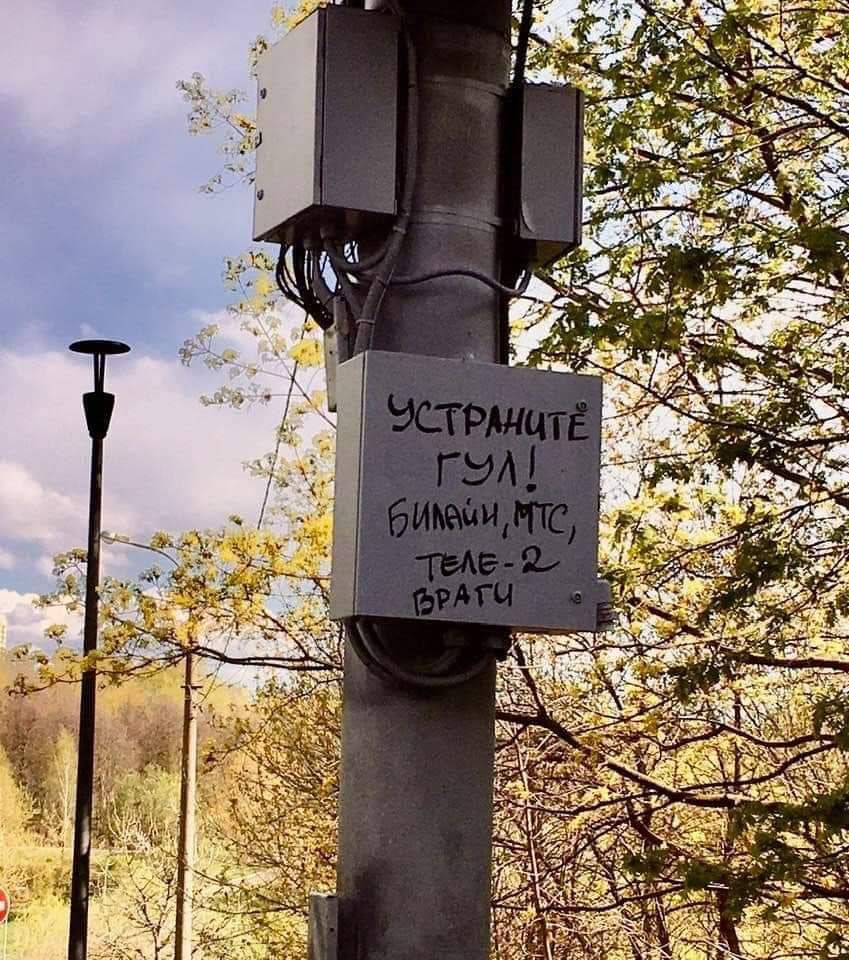 УСТРАНИТЕ
ГУЛ!
БИЛАЙН, МТС,
ТЕЛЕ-2
ВРАГИ